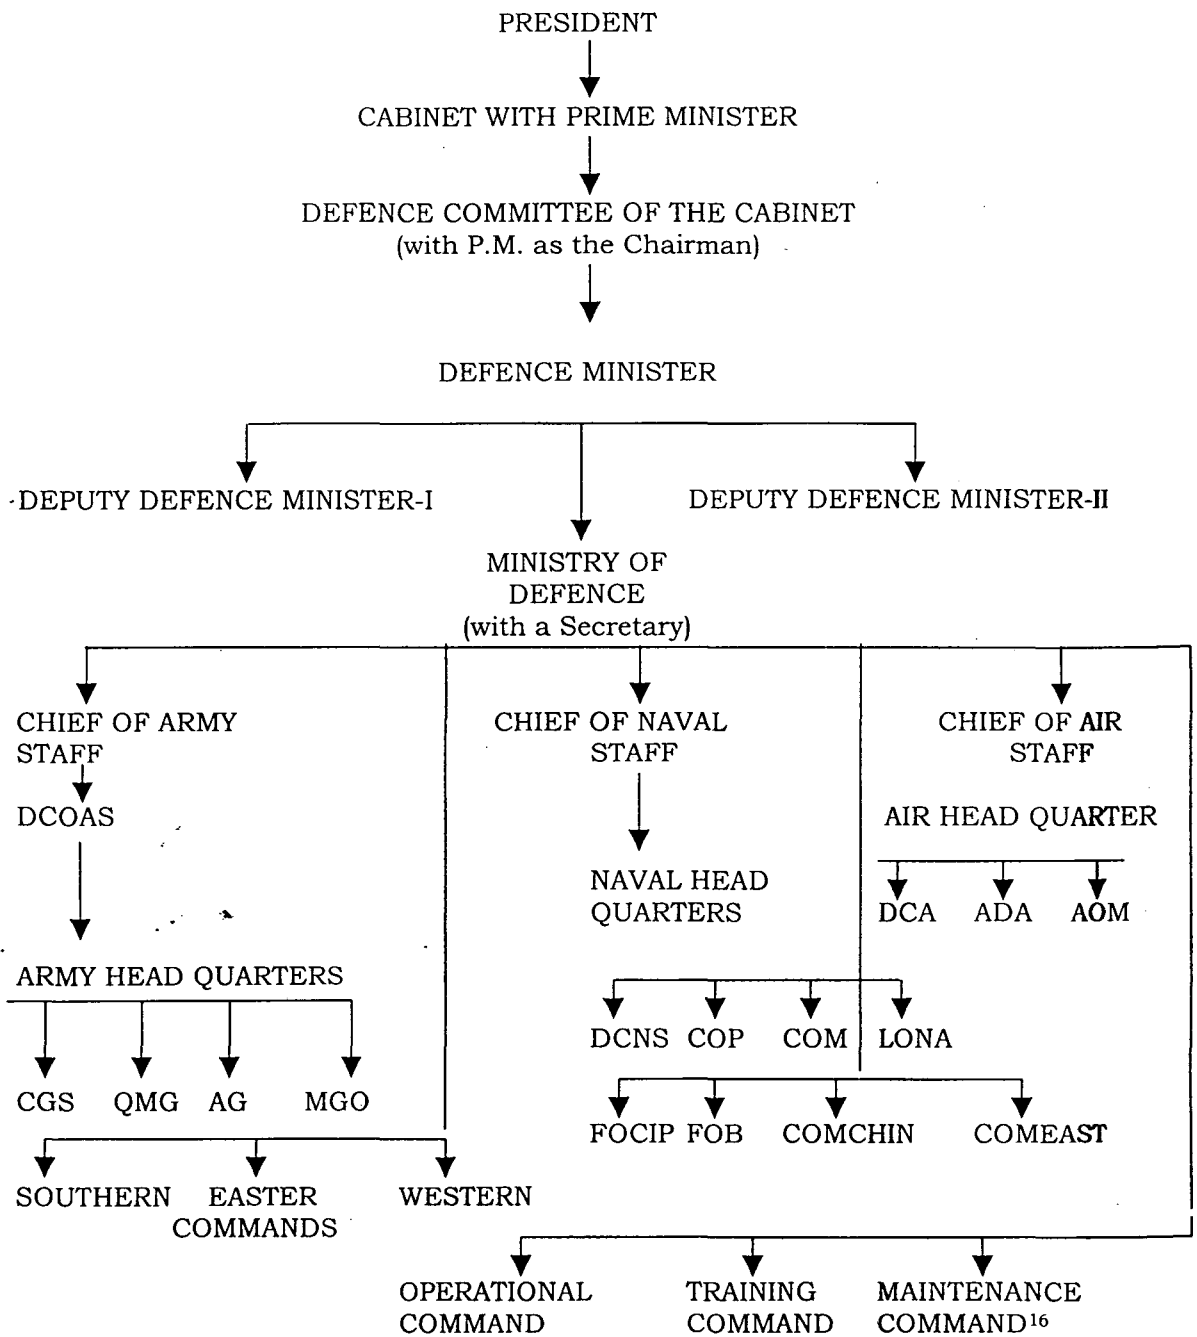 PRESIDENT
CABINET WITH PRIME MINISTER
DEFENCE COMMITTEE OF THE CABINET
(with P.M. as the Chairman)
DEFENCE MINISTER
DEPUTY DEFENCE MINISTER-I
DEPUTY DEFENCE MINISTER-II
MINISTRY OF
DEFENCE
(with a Secretary)
CHIEF OF ARMY
STAFF
CHIEF OF NAVAL
STAFF
CHIEF OF AIR
STAFF
DCOAS
AIR HEAD QUARTER
NAVAL HEAD
QUARTERS
DCA ADA AOM
ARMY HEAD QUARTERS
DCNS COP COM LONA
CGS QMG AG MGO
FOCIP FOB COMCHIN COMEAST
SOUTHERN EASTER WESTERN
COMMANDS
OPERATIONAL
COMMAND
TRAINING
COMMAND
MAINTENANCE
COMMAND16